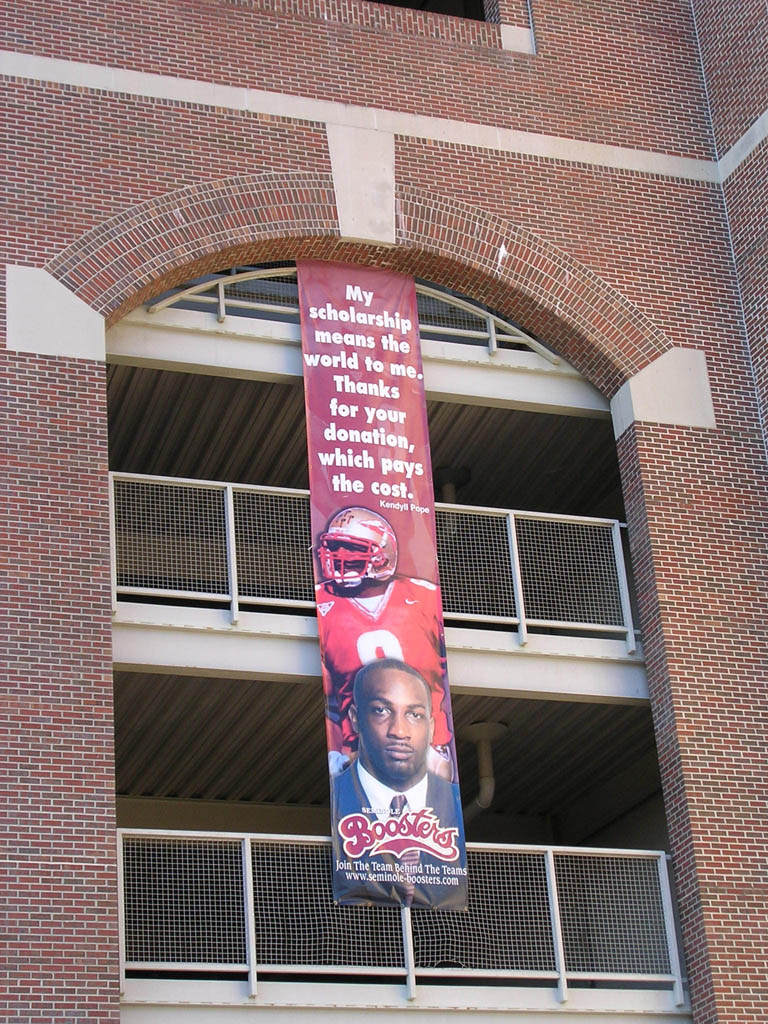 My
scholarship
means the
world to me.
Thanks
for your
donation,
which pays
the cost.
Kendyll Pope
SEMINOLE
Boosters
Join The Team Behind The Teams
www.seminole-boosters.com